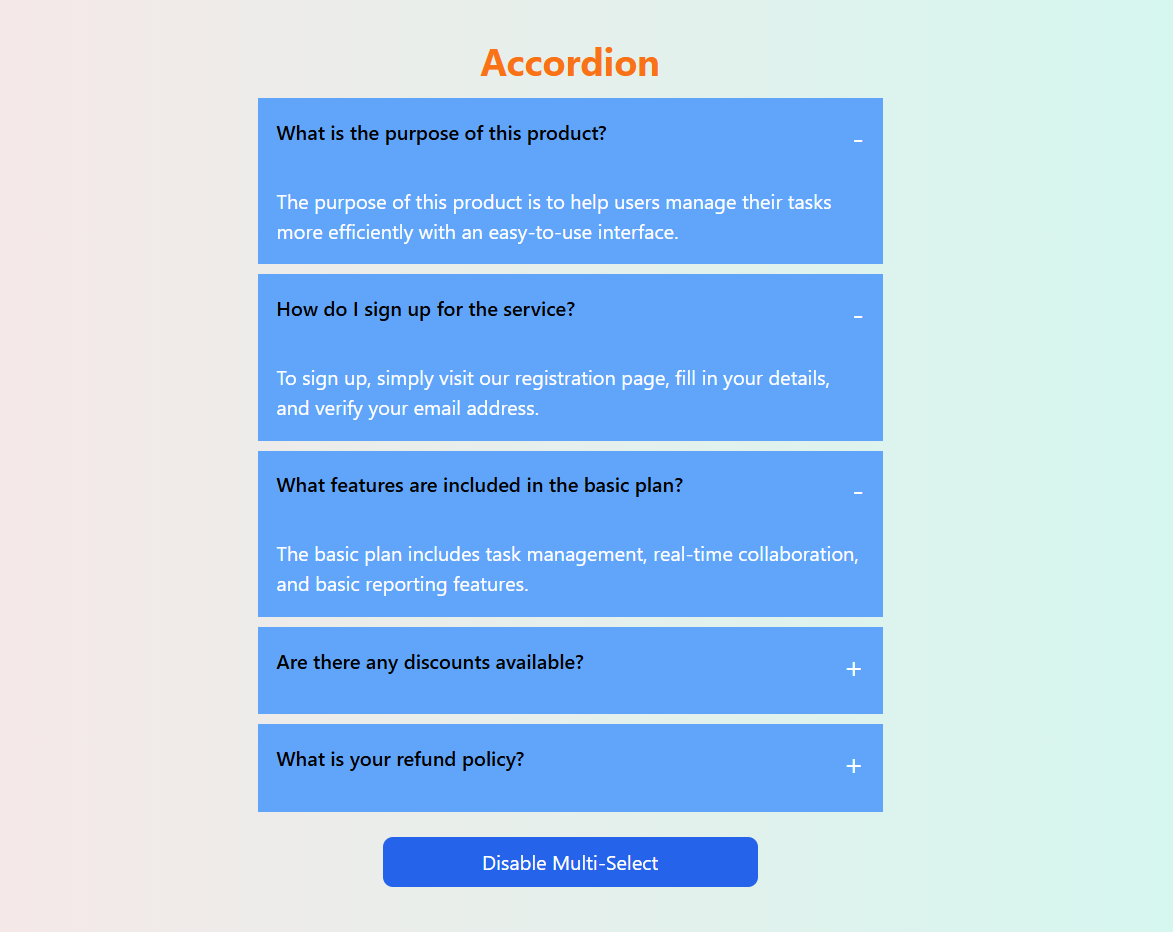 Accordion
What is the purpose of this product?
-
The purpose of this product is to help users manage their tasks
more efficiently with an easy-to-use interface.
How do I sign up for the service?
-
To sign up, simply visit our registration page, fill in your details,
and verify your email address.
What features are included in the basic plan?
-
The basic plan includes task management, real-time collaboration,
and basic reporting features.
Are there any discounts available?
+
What is your refund policy?
+
Disable Multi-Select